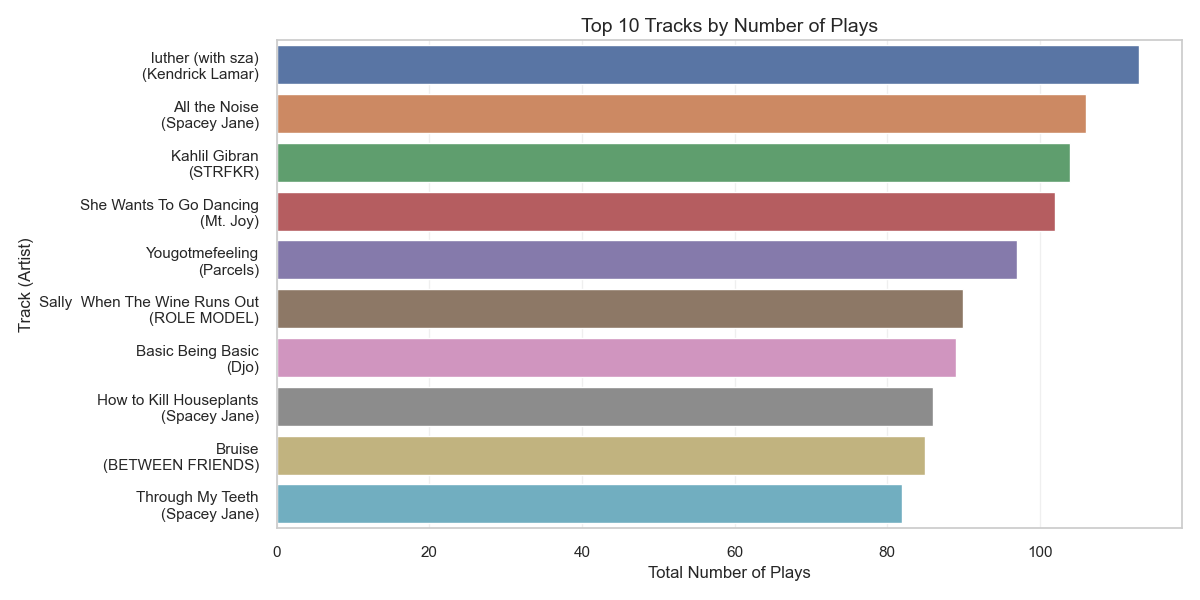 Top 10 Tracks by Number of Plays
Track (Artist)
luther (with sza)
(Kendrick Lamar)
All the Noise
(Spacey Jane)
Kahlil Gibran
(STRFKR)
She Wants To Go Dancing
(Mt. Joy)
Yougotmefeeling
(Parcels)
Sally  When The Wine Runs Out
(ROLE MODEL)
Basic Being Basic
(Djo)
How to Kill Houseplants
(Spacey Jane)
Bruise
(BETWEEN FRIENDS)
Through My Teeth
(Spacey Jane)
0 20 40 60 80 100
Total Number of Plays